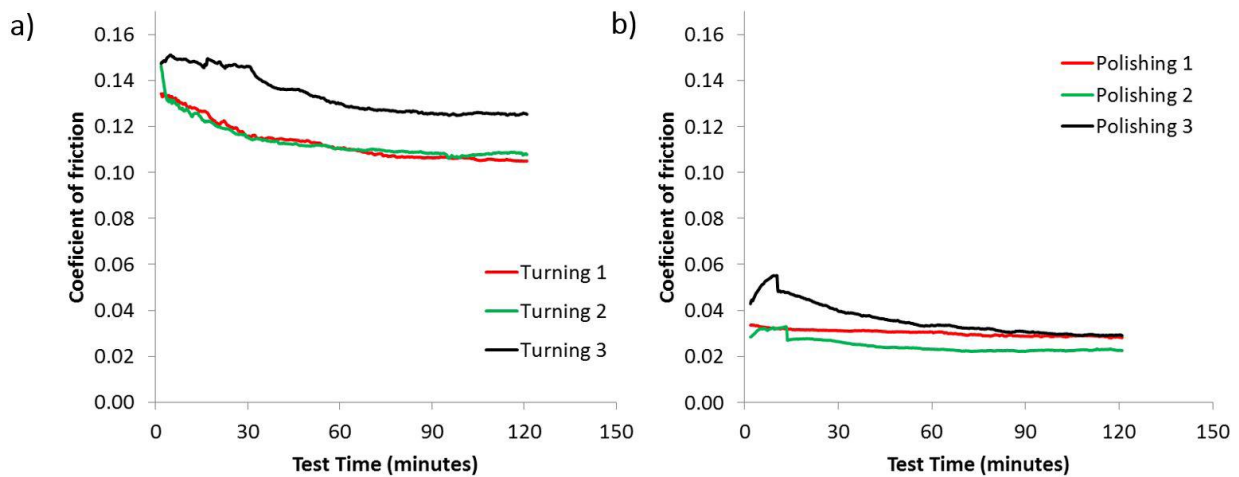 a)
Coeficient of friction
0.16
0.14
0.12
0.10
0.08
0.06
0.04
0.02
0.00
Turning 1
Turning 2
Turning 3
0 30 60 90 120 150
Test Time (minutes)
b)
Coeficient of friction
0.16
0.14
0.12
0.10
0.08
0.06
0.04
0.02
0.00
Polishing 1
Polishing 2
Polishing 3
0 30 60 90 120 150
Test Time (minutes)